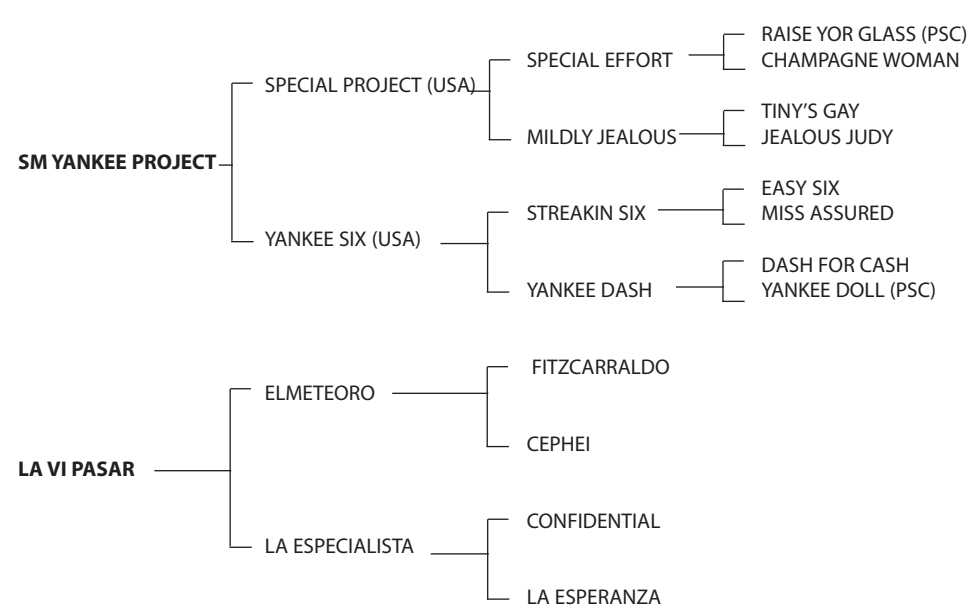 RAISE YOR GLASS (PSC)
SPECIAL EFFORT
CHAMPAGNE WOMAN
SPECIAL PROJECT (USA)
TINY'S GAY
MILDLY JEALOUS
JEALOUS JUDY
SM YANKEE PROJECT
EASY SIX
STREAKIN SIX
MISS ASSURED
YANKEE SIX (USA)
DASH FOR CASH
YANKEE DASH
YANKEE DOLL (PSC)
FITZCARRALDO
ELMETEORO
CEPHEI
LA VI PASAR
CONFIDENTIAL
LA ESPECIALISTA
LA ESPERANZA